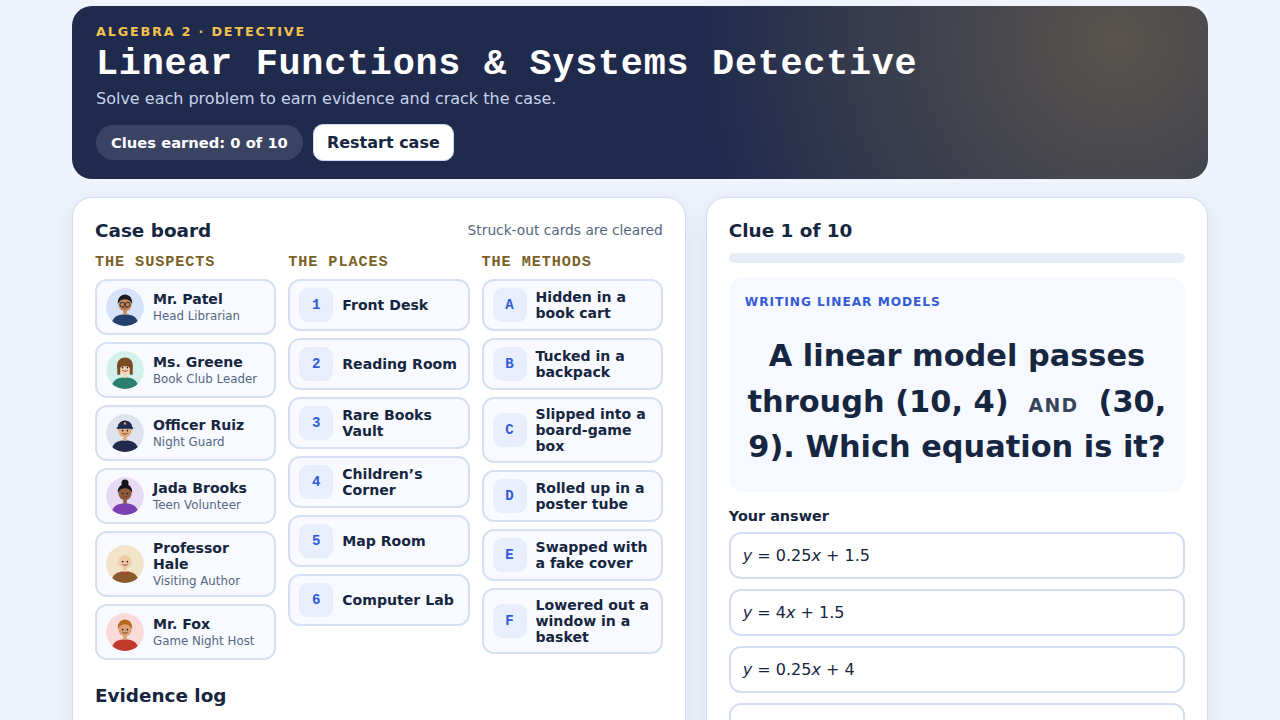 ALGEBRA 2 · DETECTIVE
Linear Functions & Systems Detective
Solve each problem to earn evidence and crack the case.
Clues earned: 0 of 10
Restart case
Case board
Struck-out cards are cleared
THE SUSPECTS
Mr. Patel
Head Librarian
Ms. Greene
Book Club Leader
Officer Ruiz
Night Guard
Jada Brooks
Teen Volunteer
Professor
Hale
Visiting Author
Mr. Fox
Game Night Host
THE PLACES
1 Front Desk
2 Reading Room
3 Rare Books
Vault
4 Children’s
Corner
5 Map Room
6 Computer Lab
THE METHODS
A Hidden in a
book cart
B Tucked in a
backpack
C Slipped into a
board-game
box
D Rolled up in a
poster tube
E Swapped with
a fake cover
F Lowered out a
window in a
basket
Evidence log
Clue 1 of 10
WRITING LINEAR MODELS
A linear model passes
through (10, 4) AND (30,
9). Which equation is it?
Your answer
y = 0.25x + 1.5
y = 4x + 1.5
y = 0.25x + 4